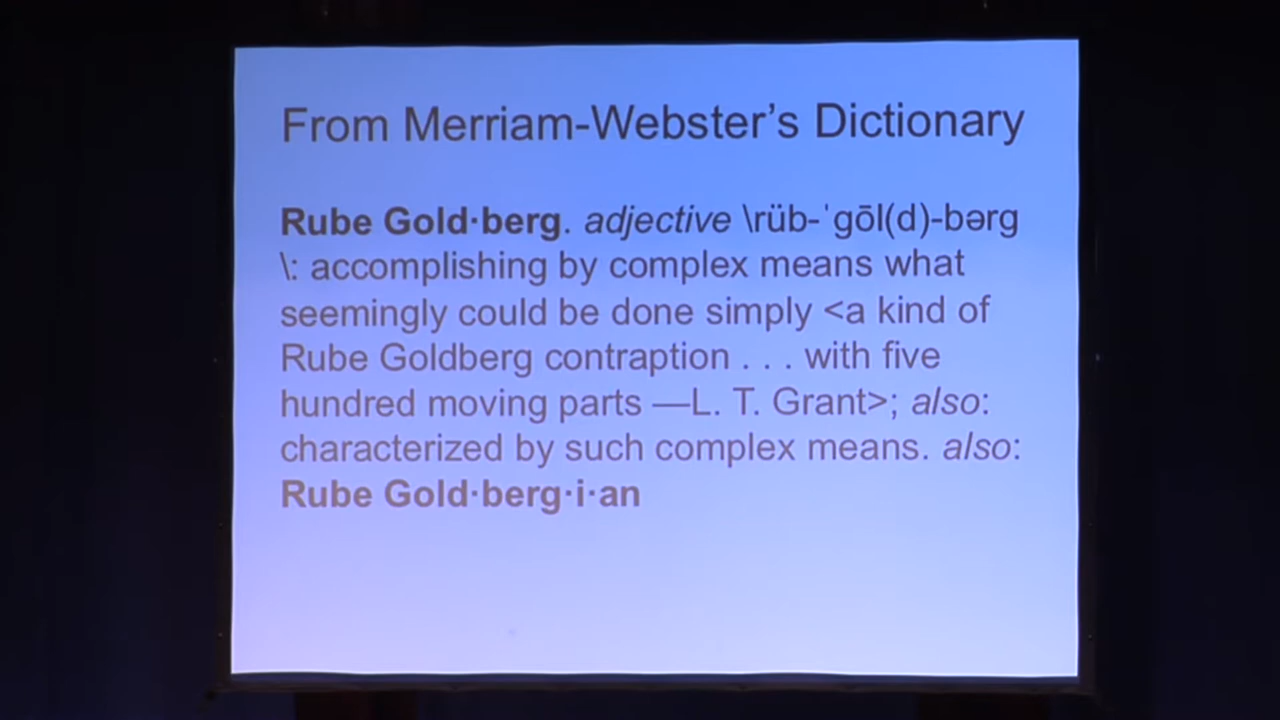 From Merriam-Webster’s Dictionary
Rube Gold·berg. adjective \rüb-ˈgōl(d)-bərg
\: accomplishing by complex means what
seemingly could be done simply <a kind of
Rube Goldberg contraption . . . with five
hundred moving parts —L. T. Grant>; also:
characterized by such complex means. also:
Rube Gold·berg·i·an